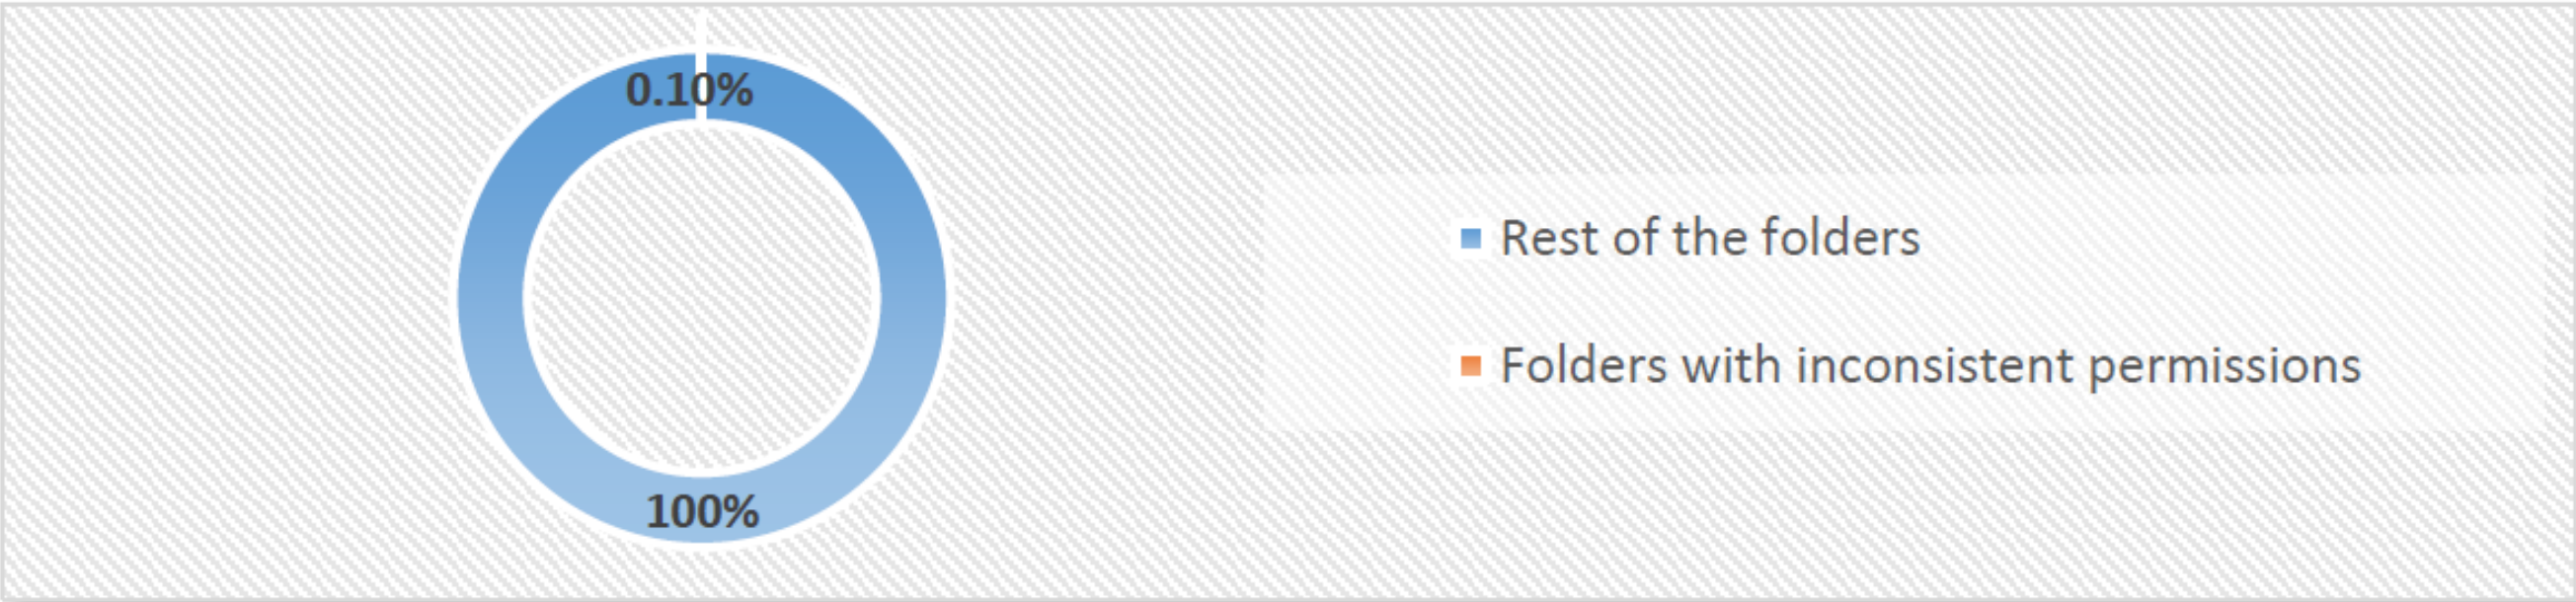 0.10%
100%
Rest of the folders
Folders with inconsistent permissions